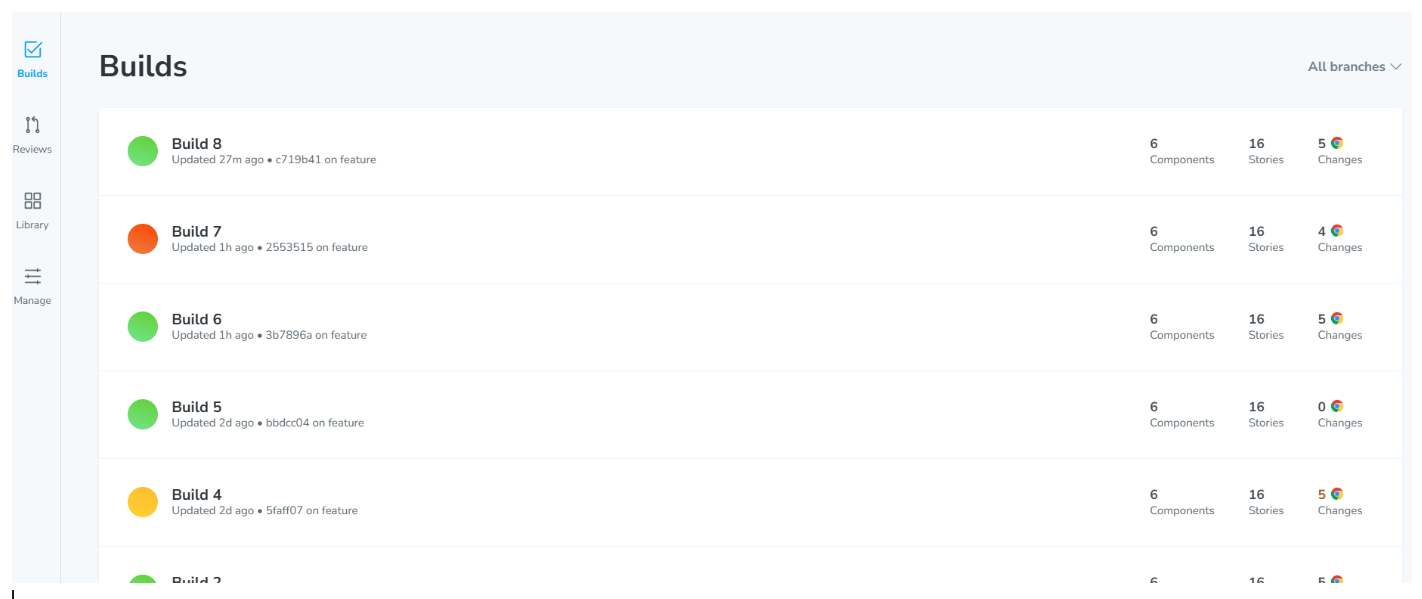 Builds
Reviews
Library
Manage
Builds
All branches
Build 8
Updated 27m ago • c719b41 on feature
6 16 5
Components Stories Changes
Build 7
Updated 1h ago • 2553515 on feature
6 16 4
Components Stories Changes
Build 6
Updated 1h ago • 3b7896a on feature
6 16 5
Components Stories Changes
Build 5
Updated 2d ago • bbdcc04 on feature
6 16 0
Components Stories Changes
Build 4
Updated 2d ago • 5faff07 on feature
6 16 5
Components Stories Changes
Build 2
6 16 5